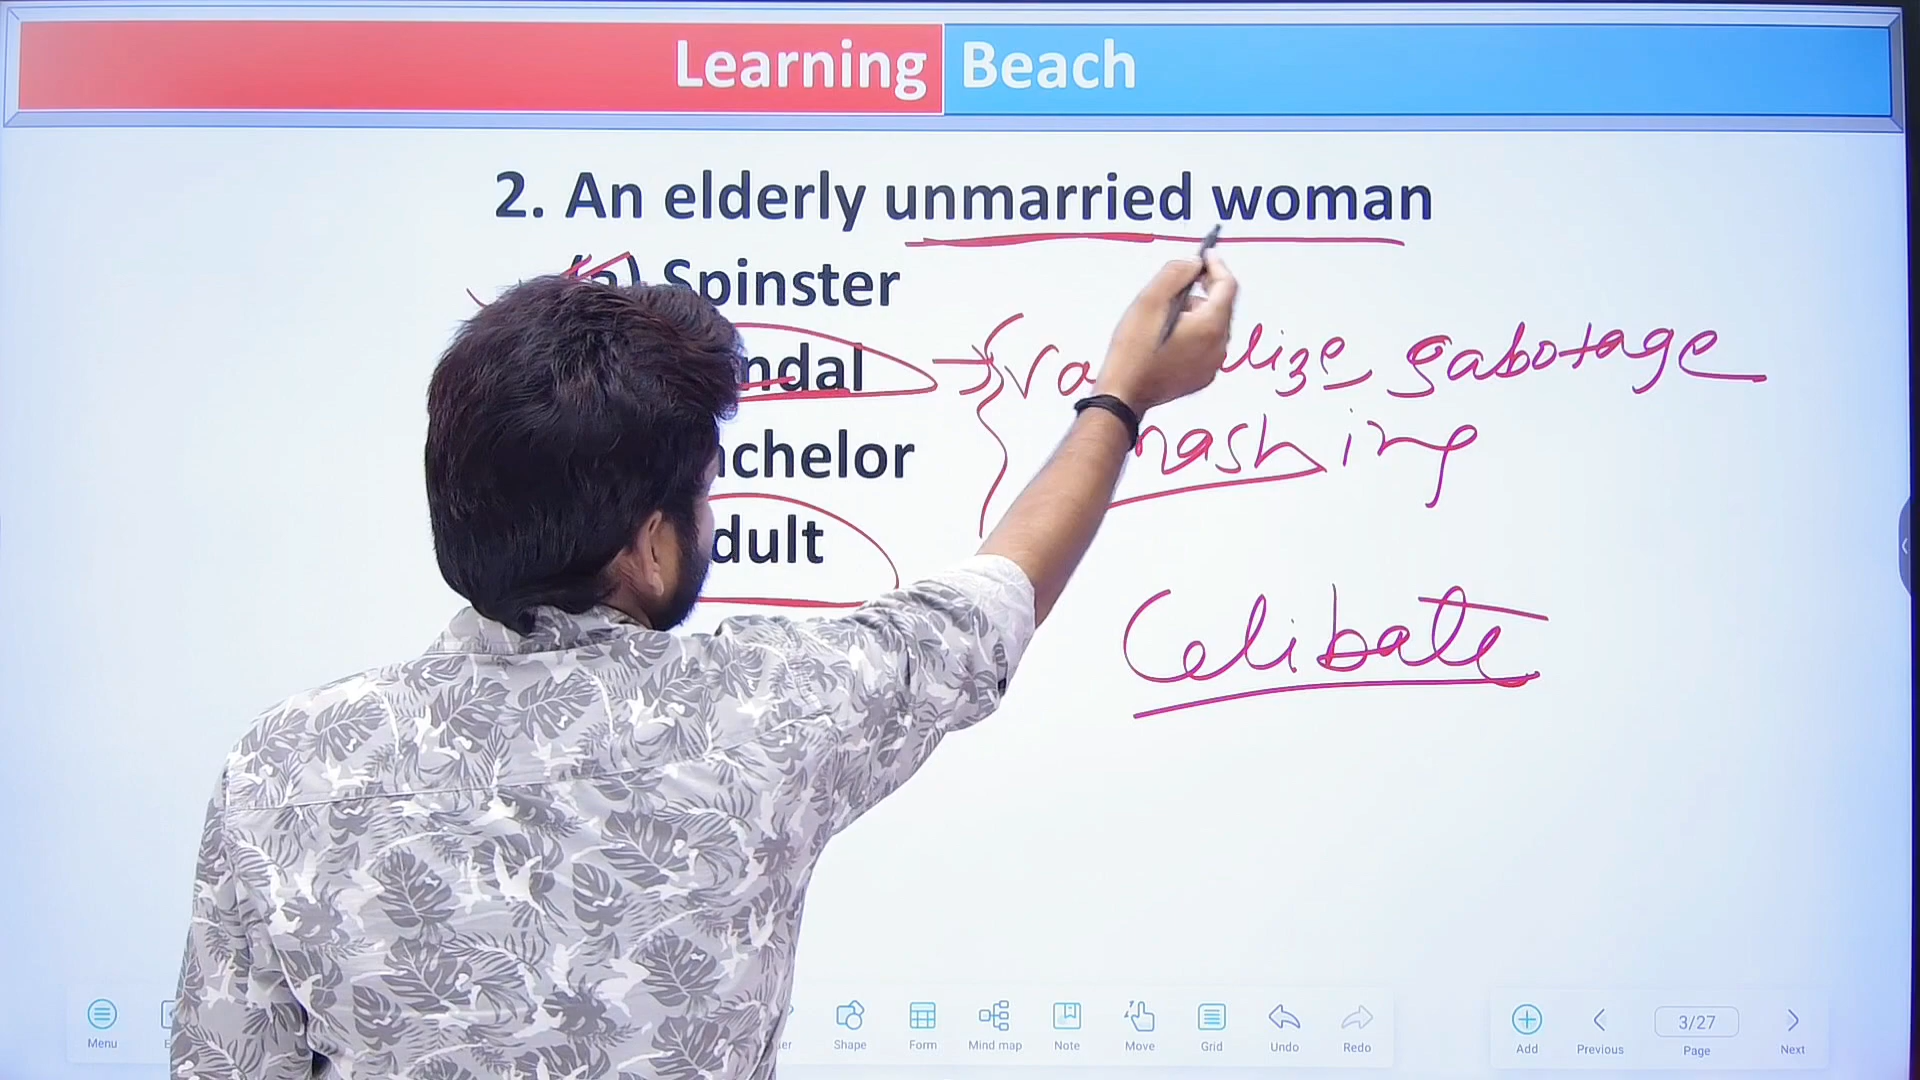 Learning Beach
2. An elderly unmarried woman
(a) Spinster
ndal
lize sabotage
chelor
mashing
dult
Celibate
Menu
Shape Form Mind map Note Move Grid Undo Redo
Add Previous 3/27 Page Next